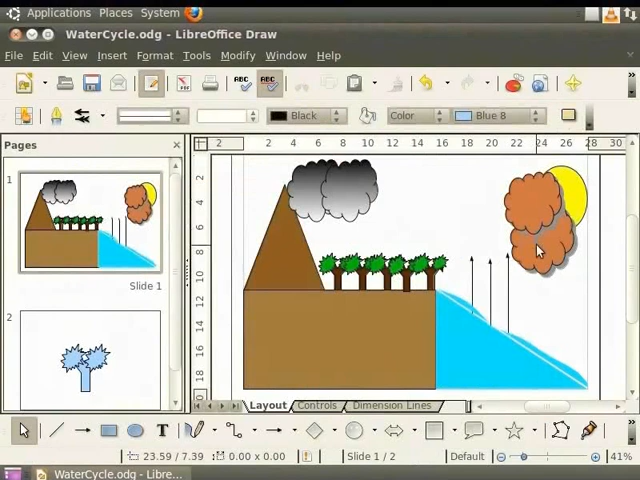 Applications Places System
WaterCycle.odg - LibreOffice Draw
File Edit View Insert Format Tools Modify Window Help
ABC ABC
Black Color Blue 8
Pages
2 2 4 6 8 10 12 14 16 18 20 22 24 26 28 30
2
4
6
8
10
12
14
16
18
1
Slide 1
2
Layout Controls Dimension Lines
T
23.59 / 7.39 0.00 x 0.00 Slide 1 / 2 Default 41%
WaterCycle.odg - Libre...